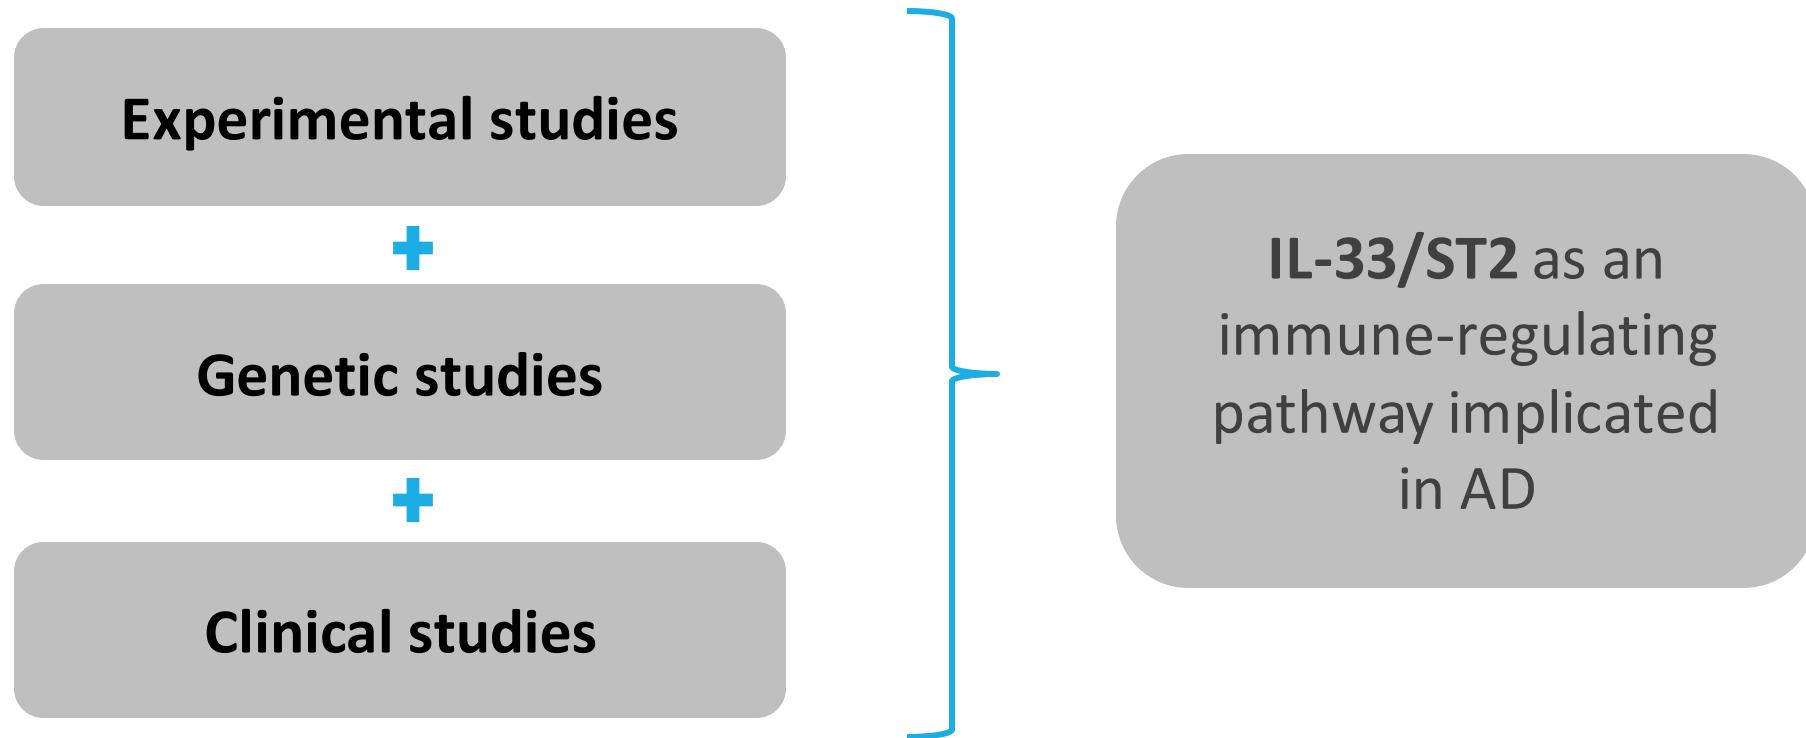 Experimental studies
Genetic studies
Clinical studies
IL-33/ST2 as an
immune-regulating
pathway implicated
in AD